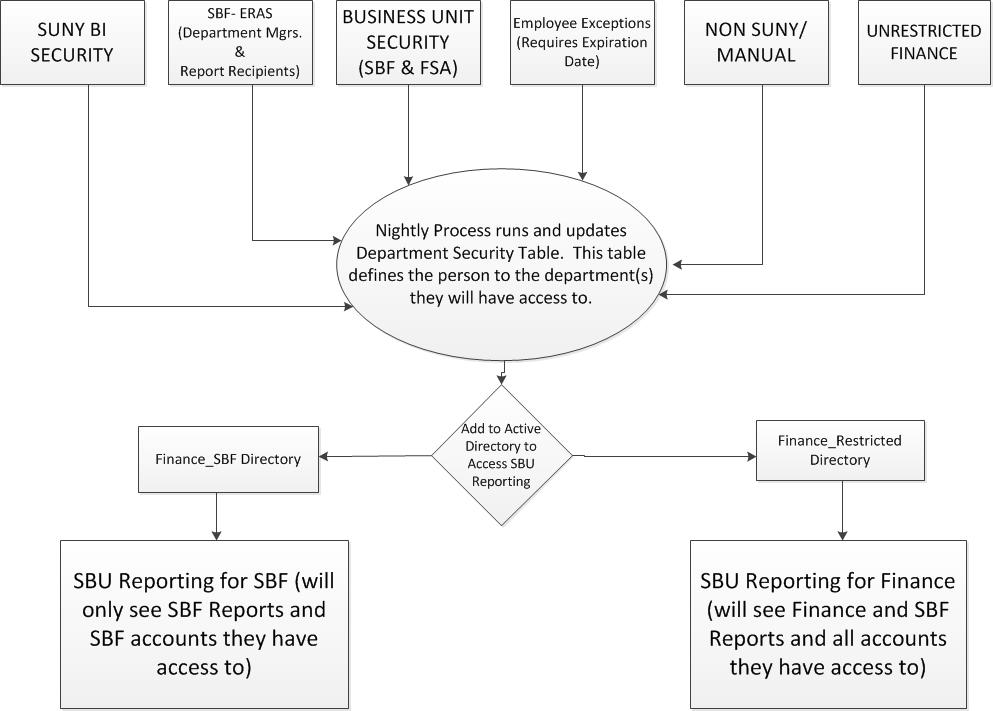 SUNY BI
SECURITY
SBF- ERAS
(Department Mgrs.
&
Report Recipients)
BUSINESS UNIT
SECURITY
(SBF & FSA)
Employee Exceptions
(Requires Expiration
Date)
NON SUNY/
MANUAL
UNRESTRICTED
FINANCE
Nightly Process runs and updates
Department Security Table.  This table
defines the person to the department(s)
they will have access to.
Add to Active
Directory to
Access SBU
Reporting
Finance_SBF Directory
Finance_Restricted
Directory
SBU Reporting for SBF (will
only see SBF Reports and
SBF accounts they have
access to)
SBU Reporting for Finance
(will see Finance and SBF
Reports and all accounts
they have access to)